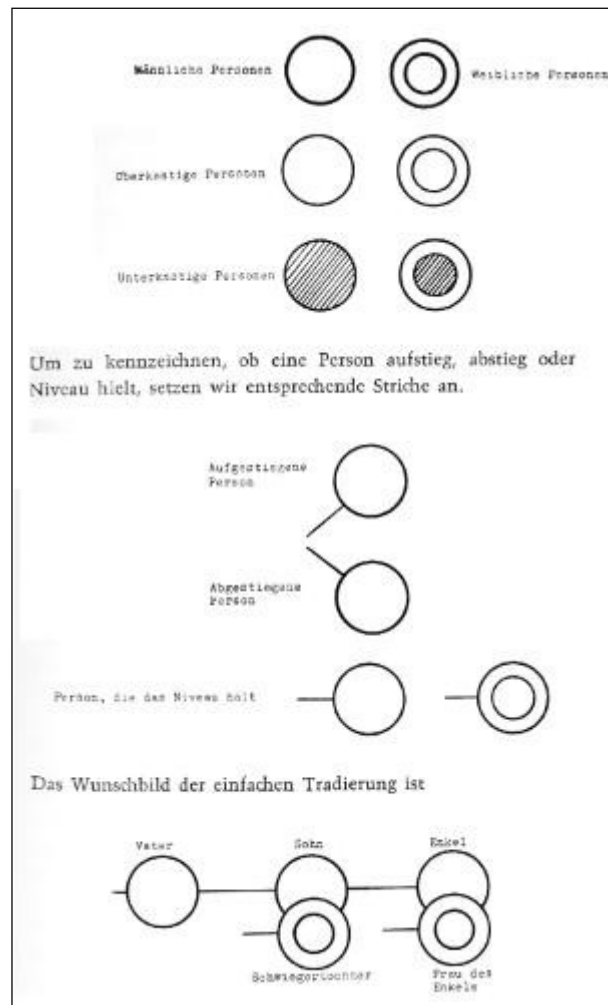 Männliche Personen
Weibliche Personen
Oberkastige Personen
Unterkastige Personen
Um zu kennzeichnen, ob eine Person aufstieg, abstieg oder
Niveau hielt, setzen wir entsprechende Striche an.
Aufgestiegene
Person
Abgestiegene
Person
Person, die das Niveau hält
Das Wunschbild der einfachen Tradierung ist
Vater
Sohn
Enkel
Schwiegertochter
Frau des
Enkels